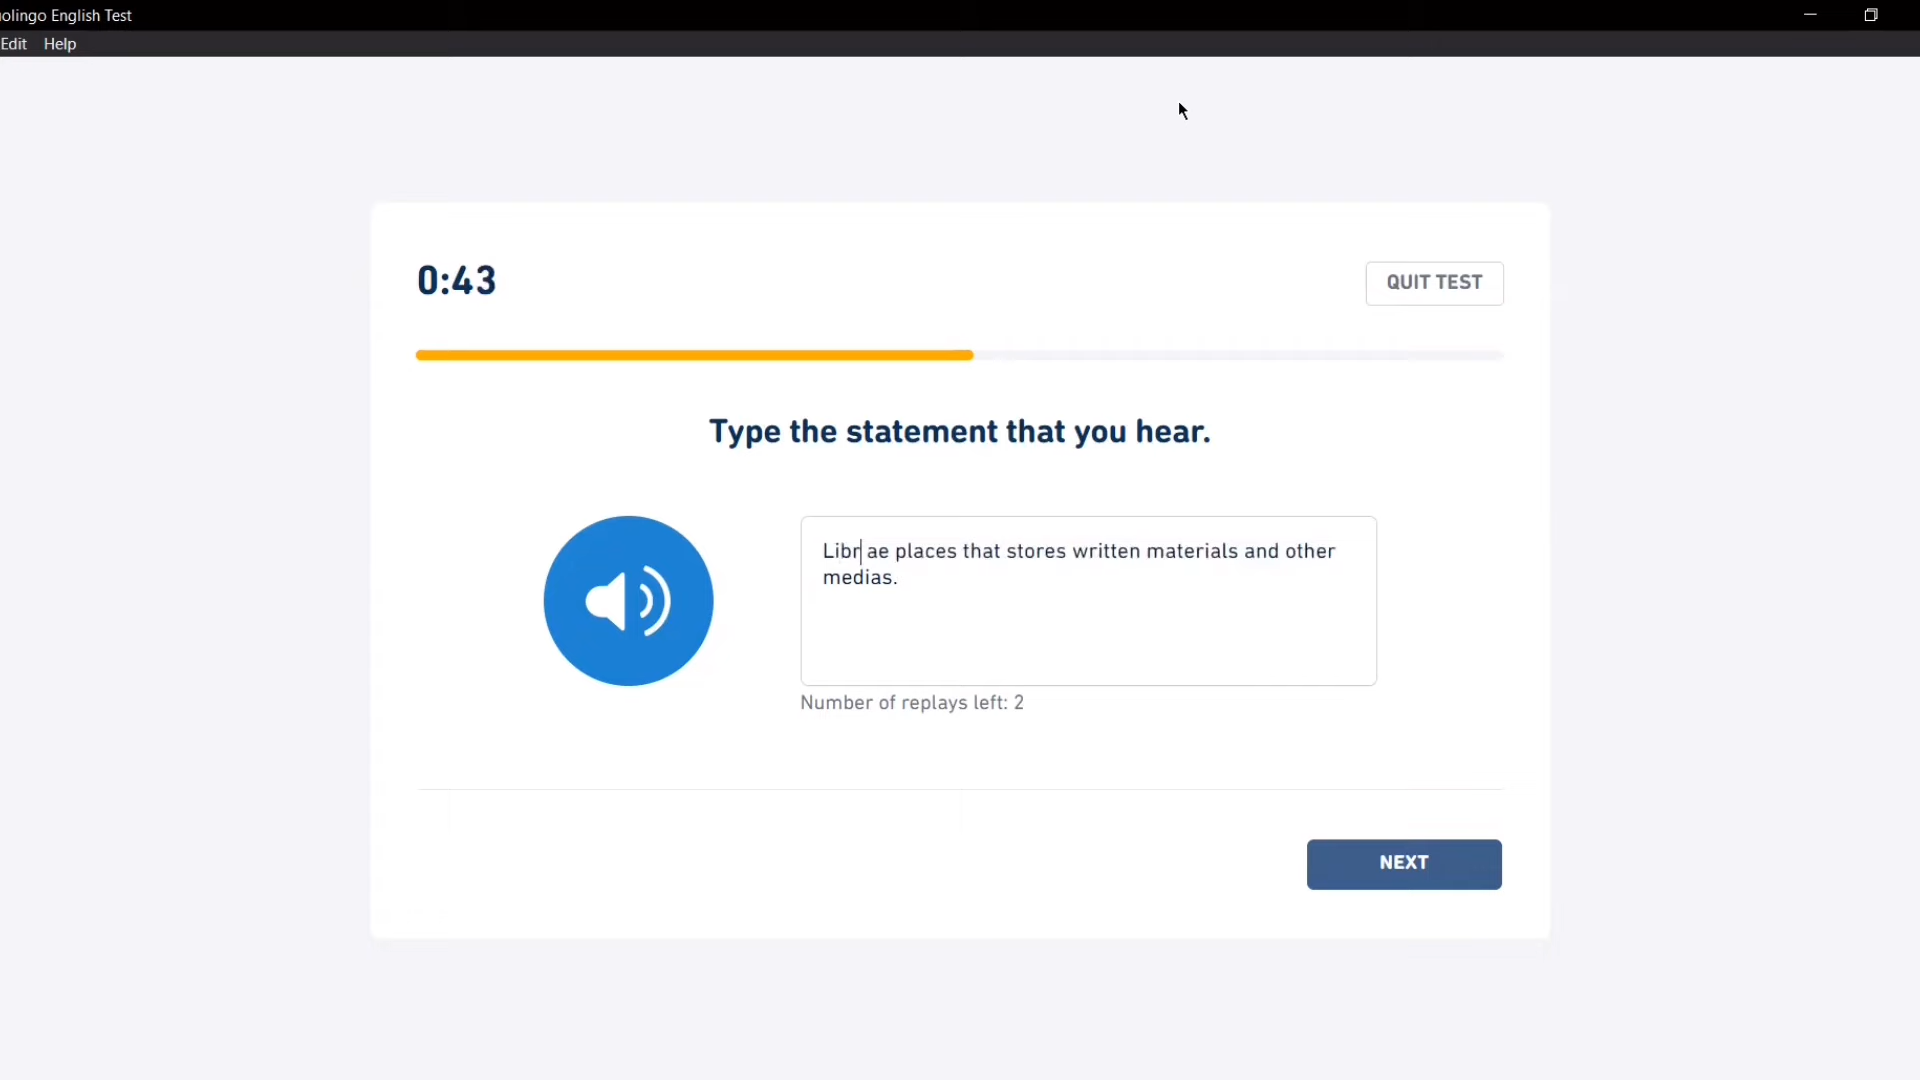 uolingo English Test
Edit Help
0:43
QUIT TEST
Type the statement that you hear.
Libr ae places that stores written materials and other
medias.
Number of replays left: 2
NEXT